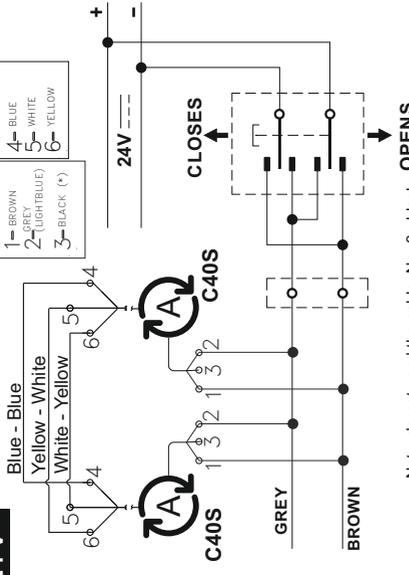 +
-
24V
CLOSES
OPENS
4 BLUE
5 WHITE
6 YELLOW
1 BROWN
2 GREY
(LIGHTBLUE)
3 BLACK (*)
Blue - Blue
Yellow - White
White - Yellow
6
5
4
6
5
4
A
A
C40S
C40S
1
3
2
1
3
2
GREY
BROWN